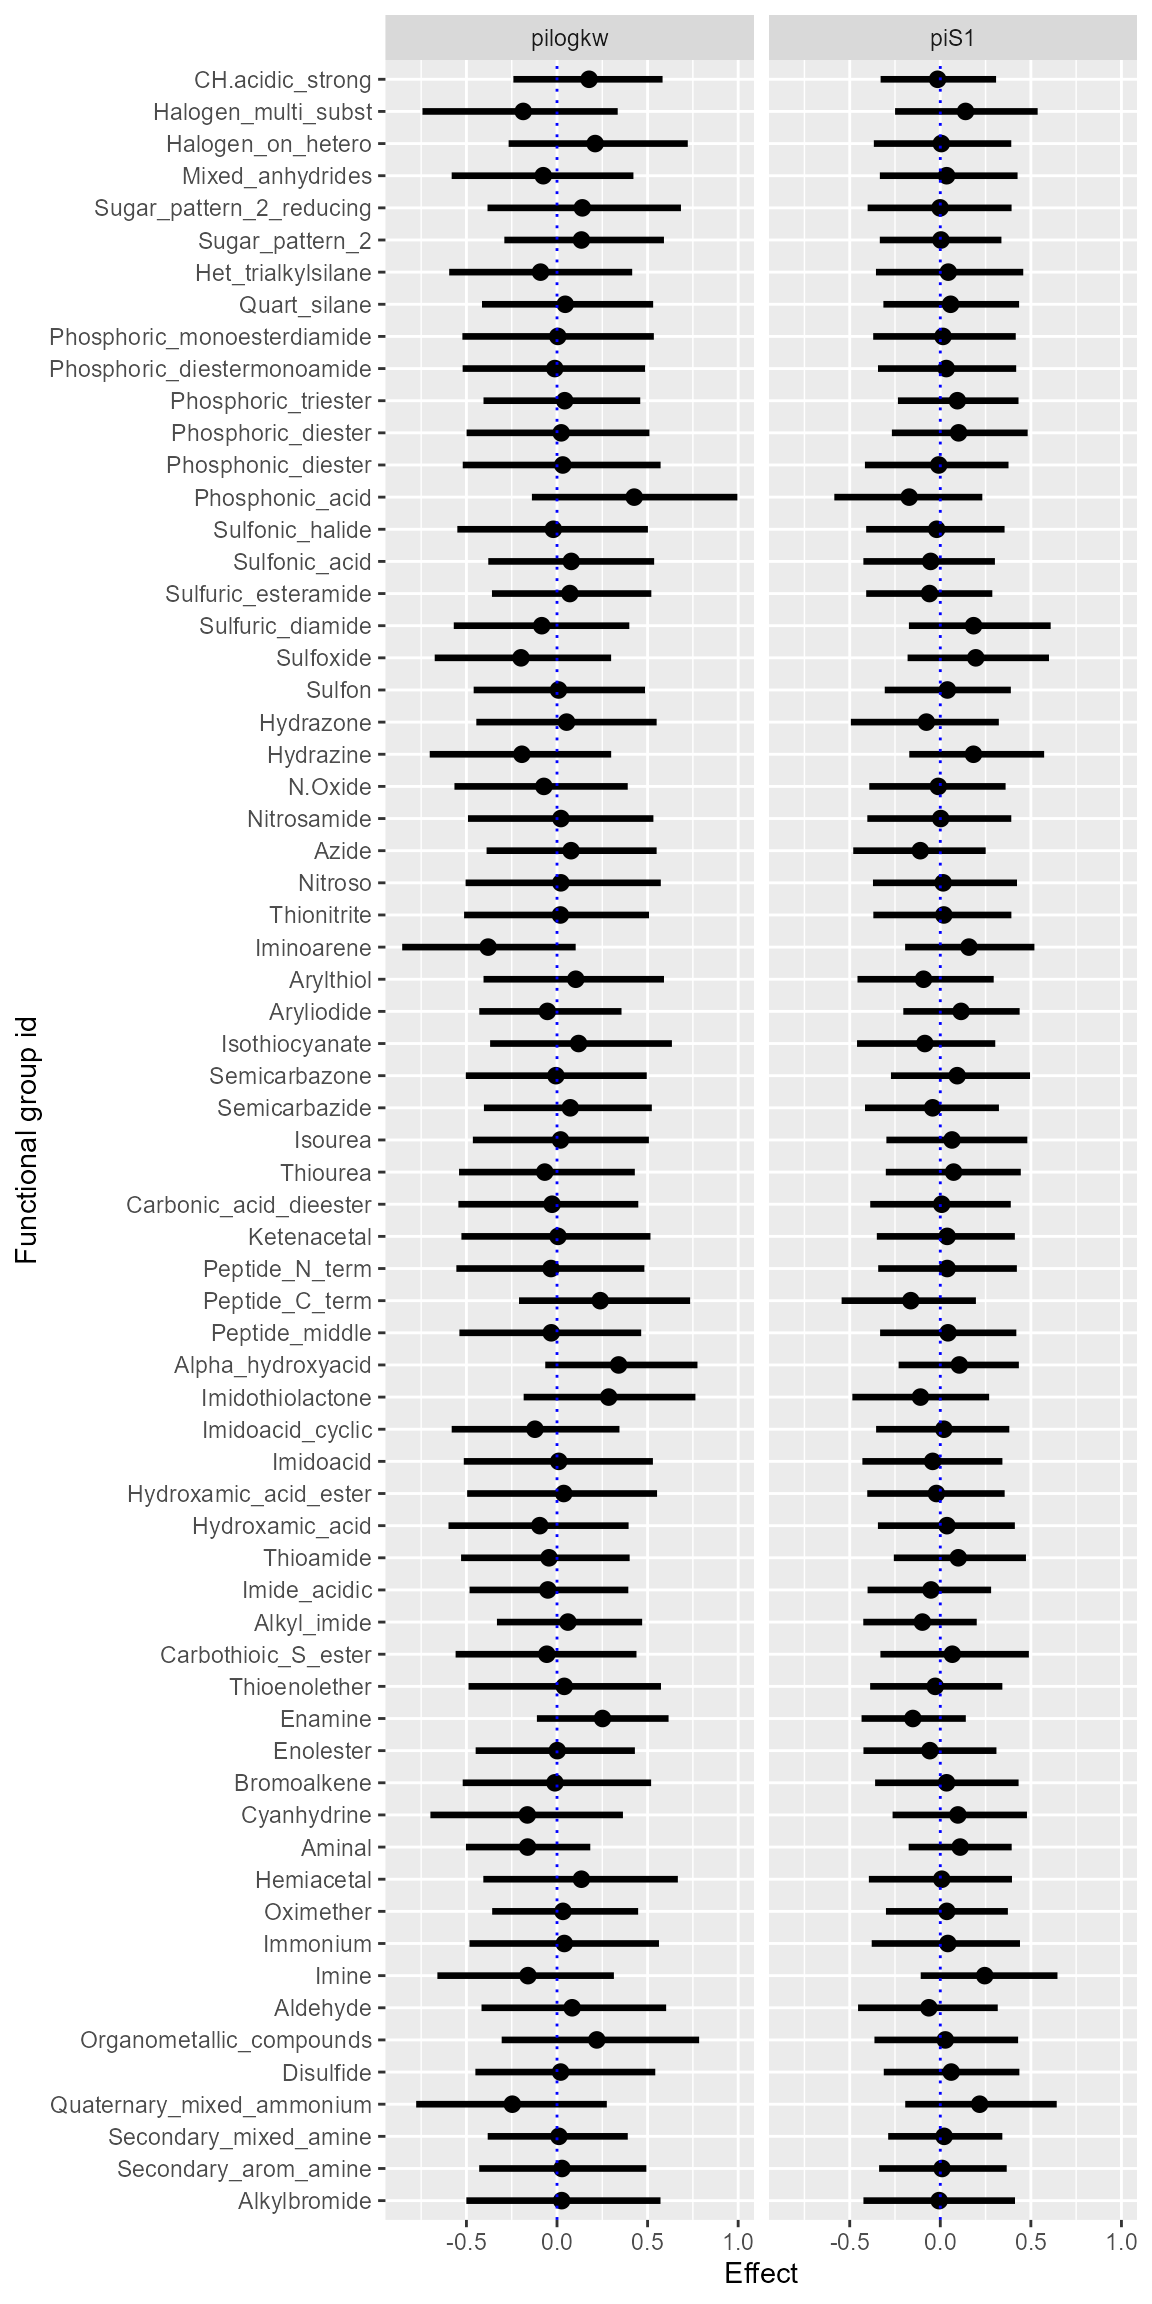 pilogkw piS1
CH.acidic_strong
Halogen_multi_subst
Halogen_on_hetero
Mixed_anhydrides
Sugar_pattern_2_reducing
Sugar_pattern_2
Het_trialkylsilane
Quart_silane
Phosphoric_monoesterdiamide
Phosphoric_diestermonoamide
Phosphoric_triester
Phosphoric_diester
Phosphonic_diester
Phosphonic_acid
Sulfonic_halide
Sulfonic_acid
Sulfuric_esteramide
Sulfuric_diamide
Sulfoxide
Sulfon
Hydrazone
Hydrazine
N.Oxide
Nitrosamide
Azide
Nitroso
Thionitrite
Iminoarene
Arylthiol
Aryliodide
Isothiocyanate
Semicarbazone
Semicarbazide
Isourea
Thiourea
Carbonic_acid_dieester
Ketenacetal
Peptide_N_term
Peptide_C_term
Peptide_middle
Alpha_hydroxyacid
Imidothiolactone
Imidoacid_cyclic
Imidoacid
Hydroxamic_acid_ester
Hydroxamic_acid
Thioamide
Imide_acidic
Alkyl_imide
Carbothioic_S_ester
Thioenolether
Enamine
Enolester
Bromoalkene
Cyanhydrine
Aminal
Hemiacetal
Oximether
Immonium
Imine
Aldehyde
Organometallic_compounds
Disulfide
Quaternary_mixed_ammonium
Secondary_mixed_amine
Secondary_arom_amine
Alkylbromide
Functional group id
-0.5 0.0 0.5 1.0 -0.5 0.0 0.5 1.0
Effect